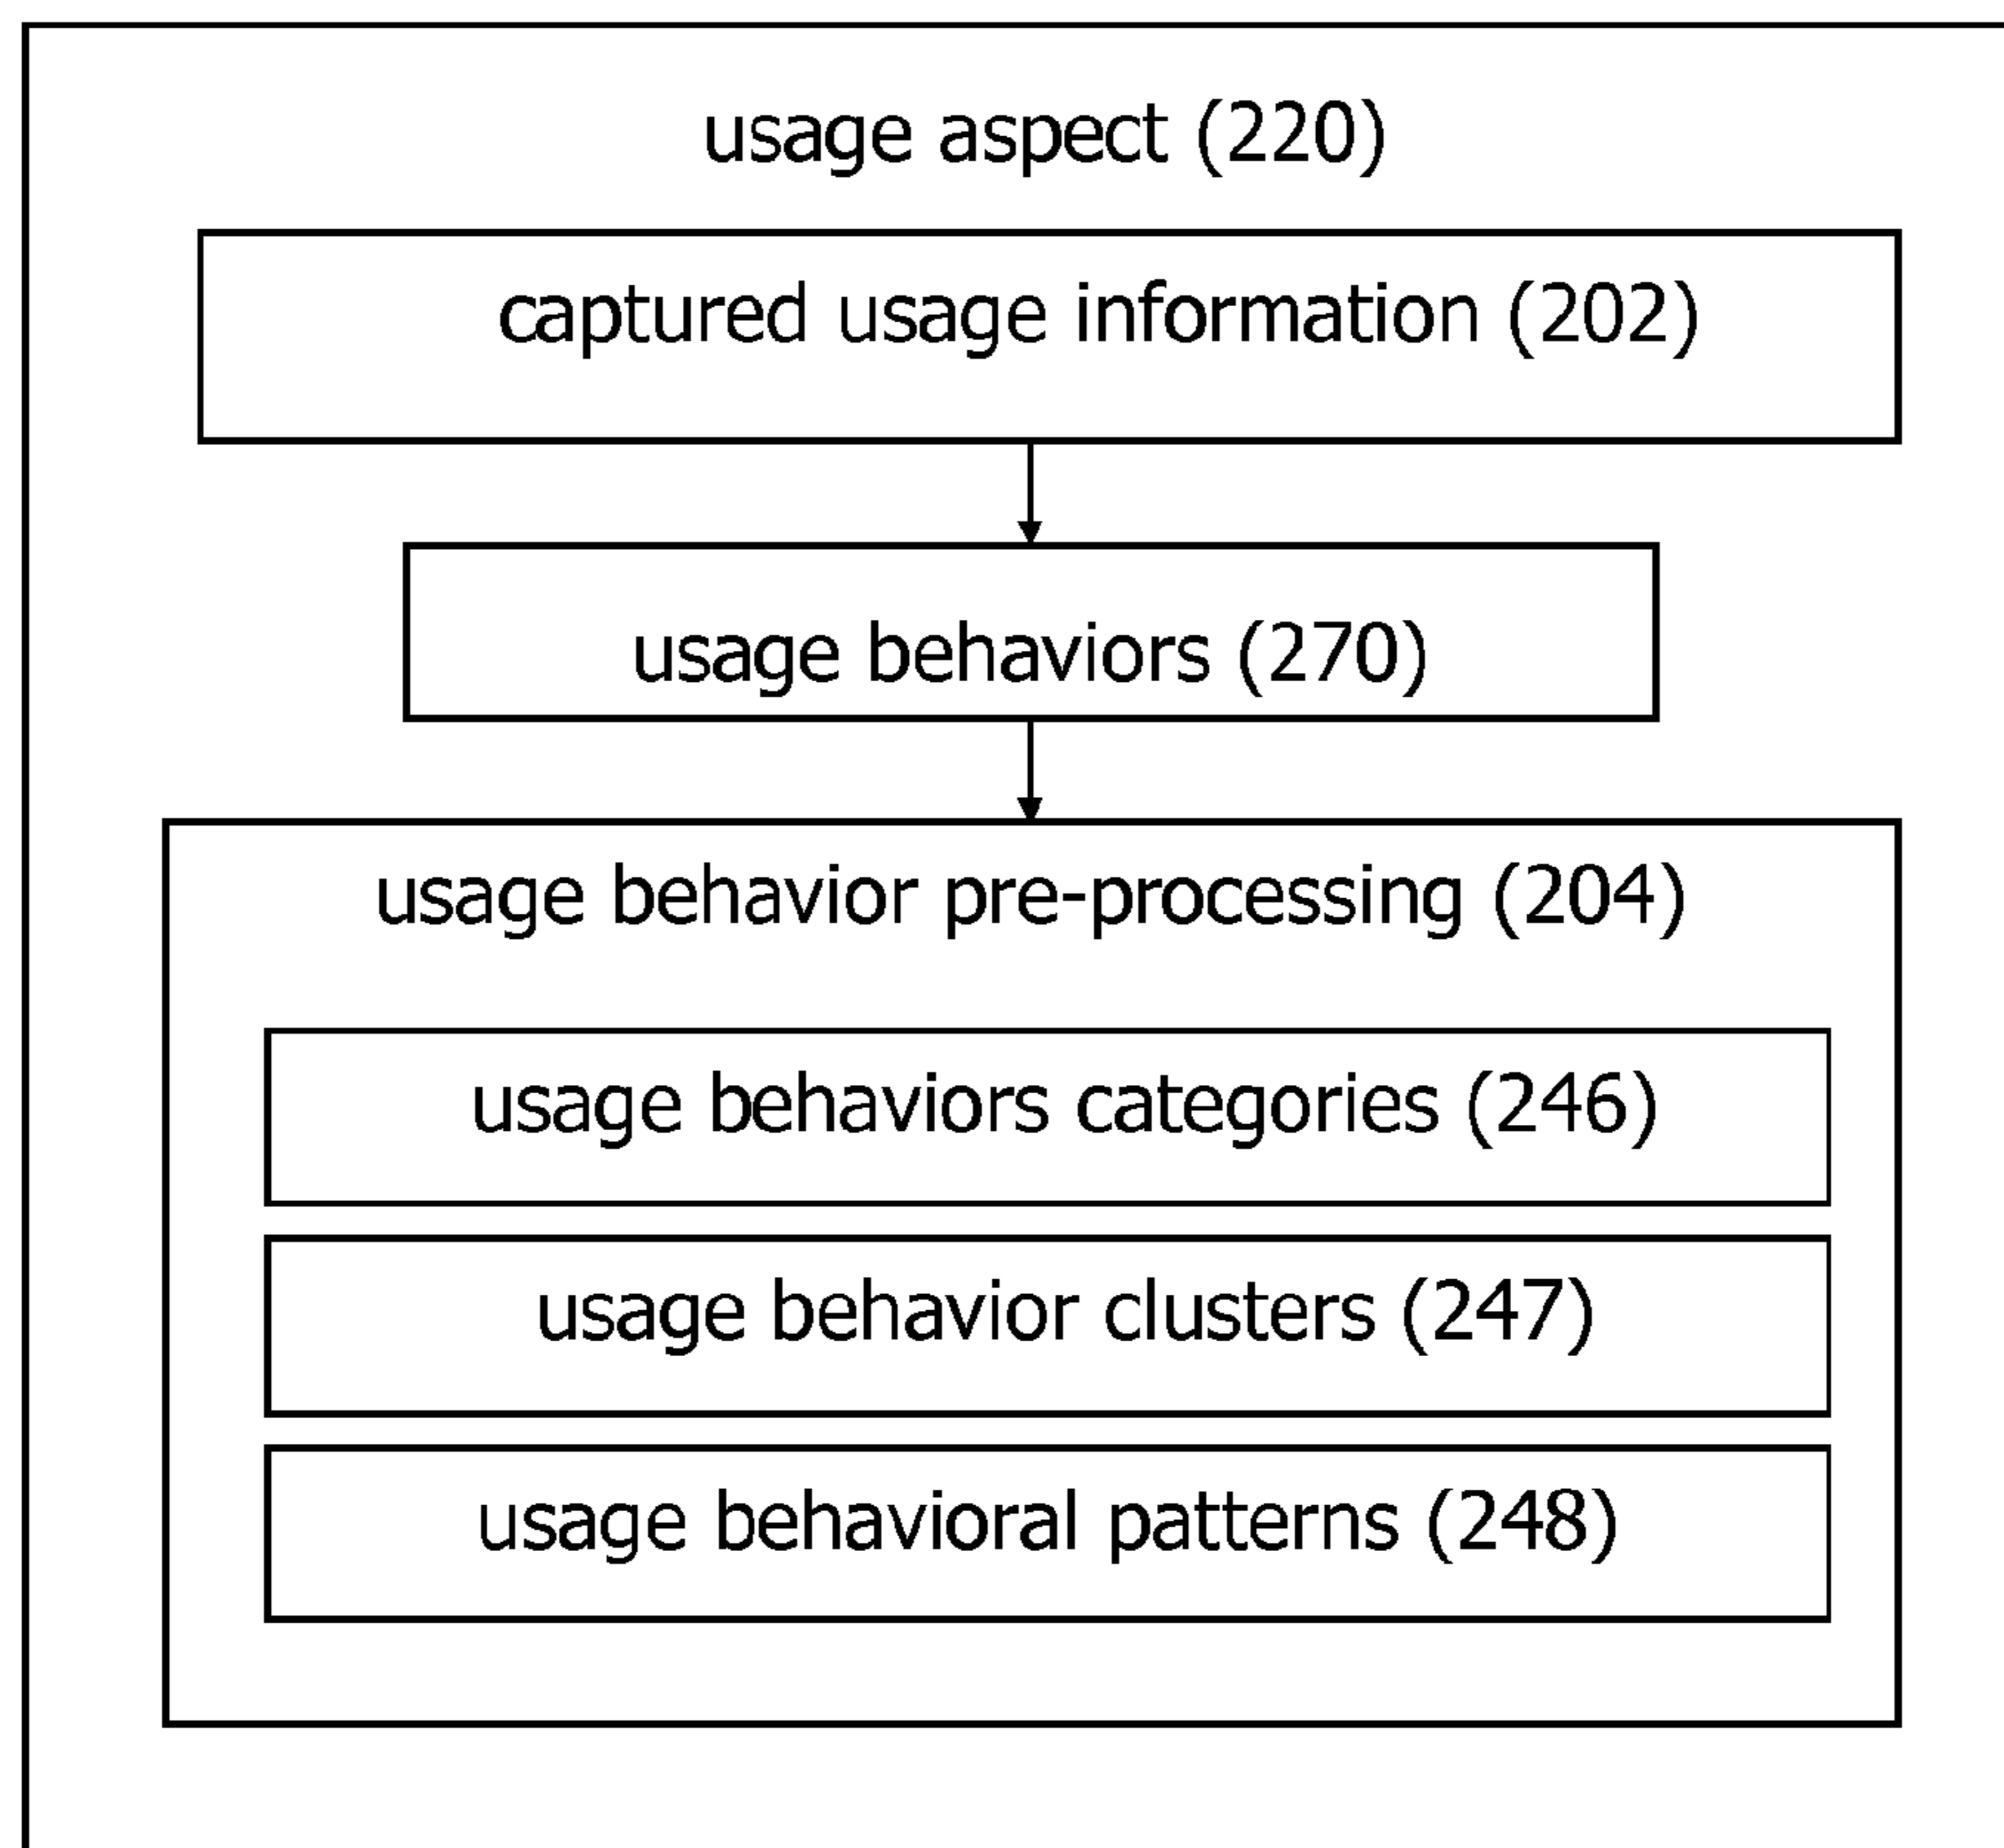 usage aspect (220)
captured usage information (202)
usage behaviors (270)
usage behavior pre-processing (204)
usage behaviors categories (246)
usage behavior clusters (247)
usage behavioral patterns (248)